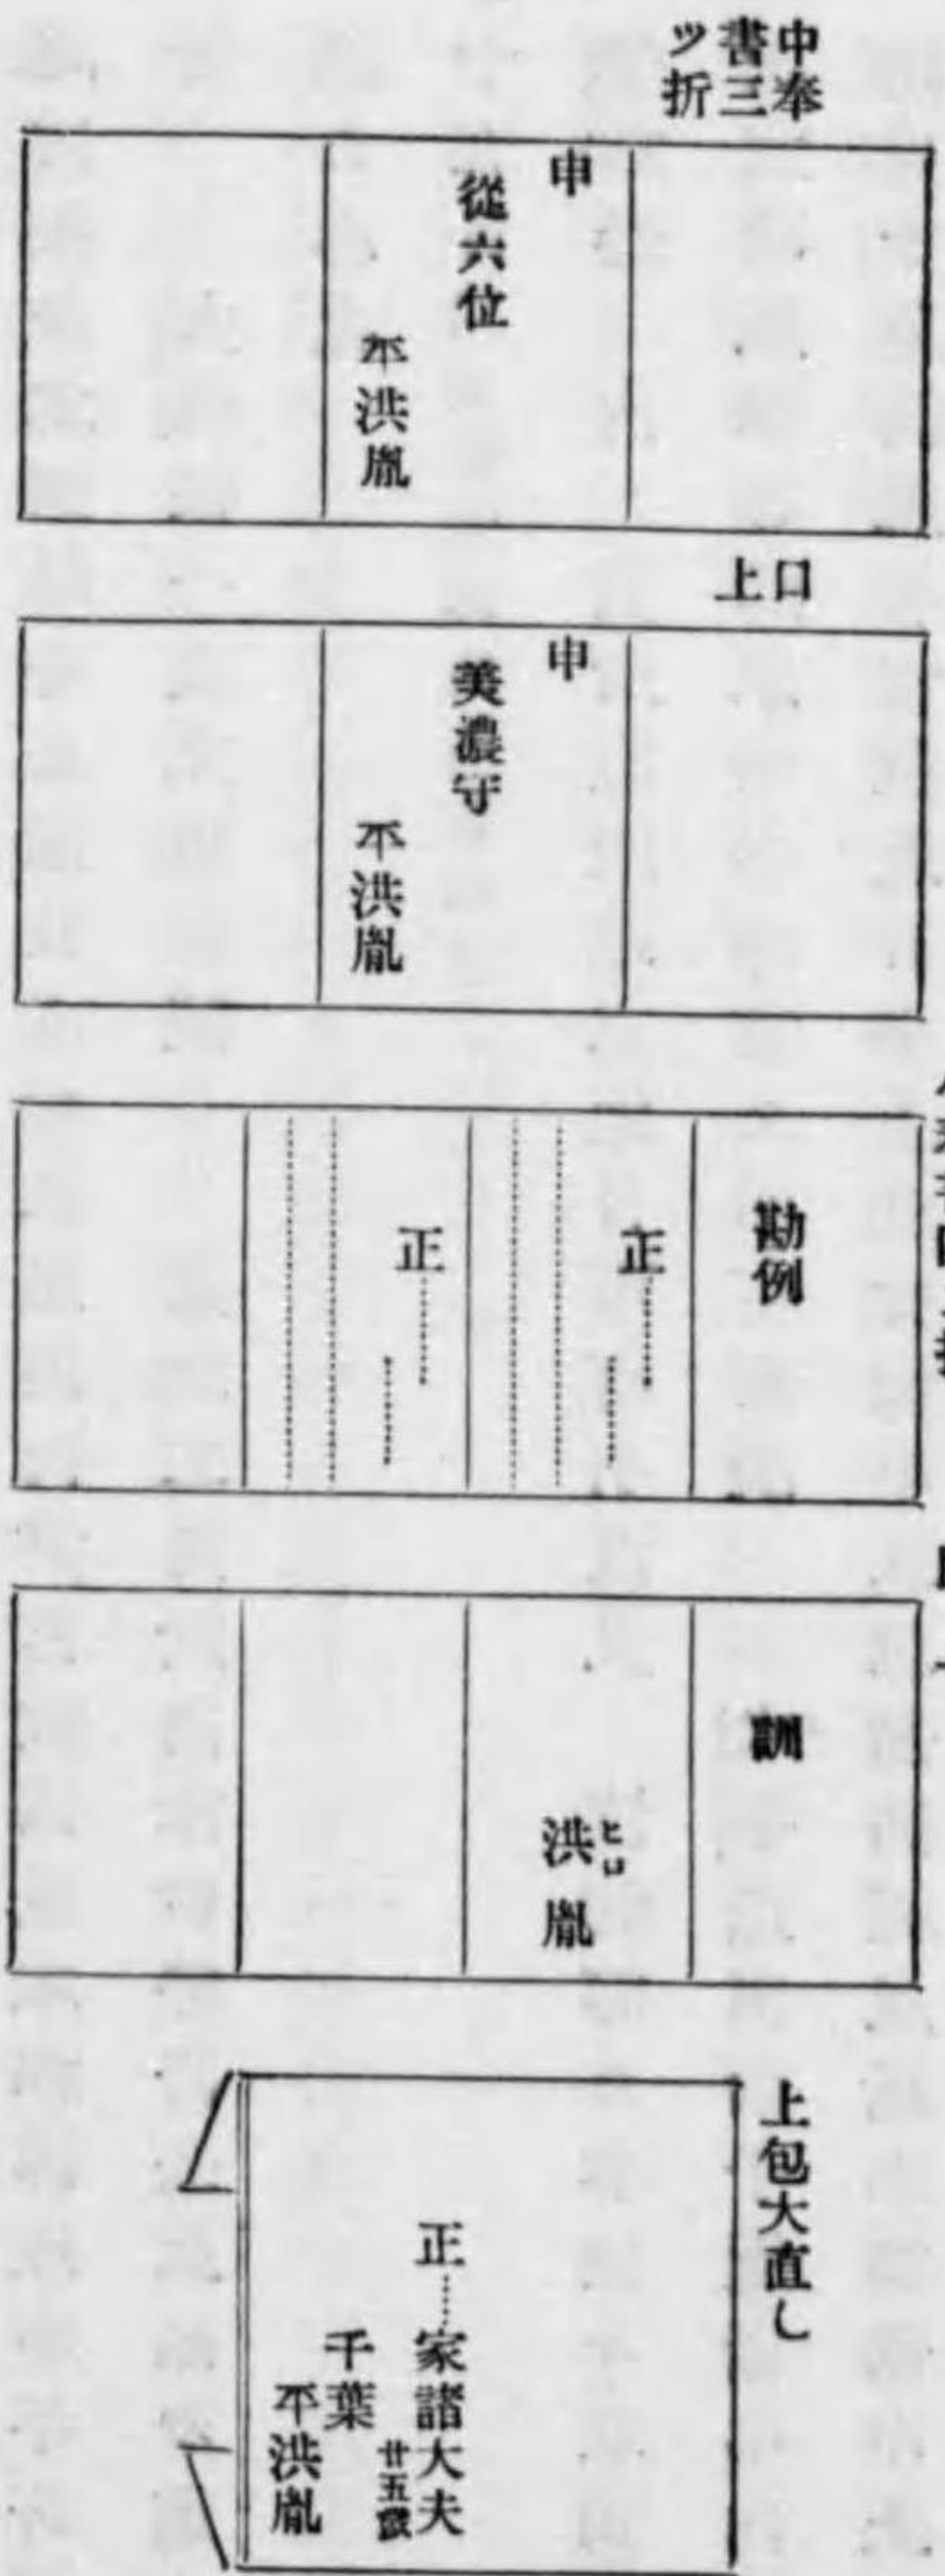 中奉
書三
ツ折
申
從六位
平洪胤
口
上
申
美濃守
平洪胤
勘例
正
正
訓
洪胤
ヒロ
上包大直し
正
家諸大夫
廿五歲
千葉
平洪胤